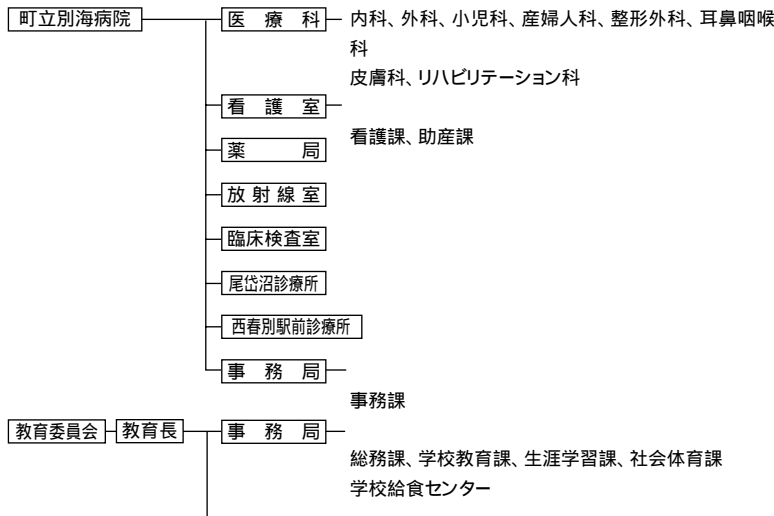 町立別海病院
医療科
内科、外科、小児科、産婦人科、整形外科、耳鼻咽喉
科
皮膚科、リハビリテーション科
看護室
看護課、助産課
薬局
放射線室
臨床検査室
尾岱沼診療所
西春別駅前診療所
事務局
事務課
教育委員会
教育長
事務局
総務課、学校教育課、生涯学習課、社会体育課
学校給食センター